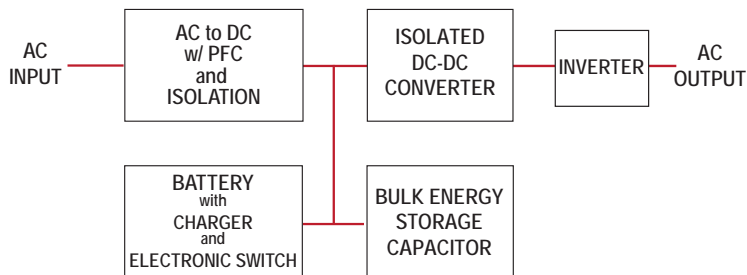 AC
INPUT
AC to DC
w/ PFC
and
ISOLATION
ISOLATED
DC-DC
CONVERTER
INVERTER
AC
OUTPUT
BATTERY
with
CHARGER
and
ELECTRONIC SWITCH
BULK ENERGY
STORAGE
CAPACITOR